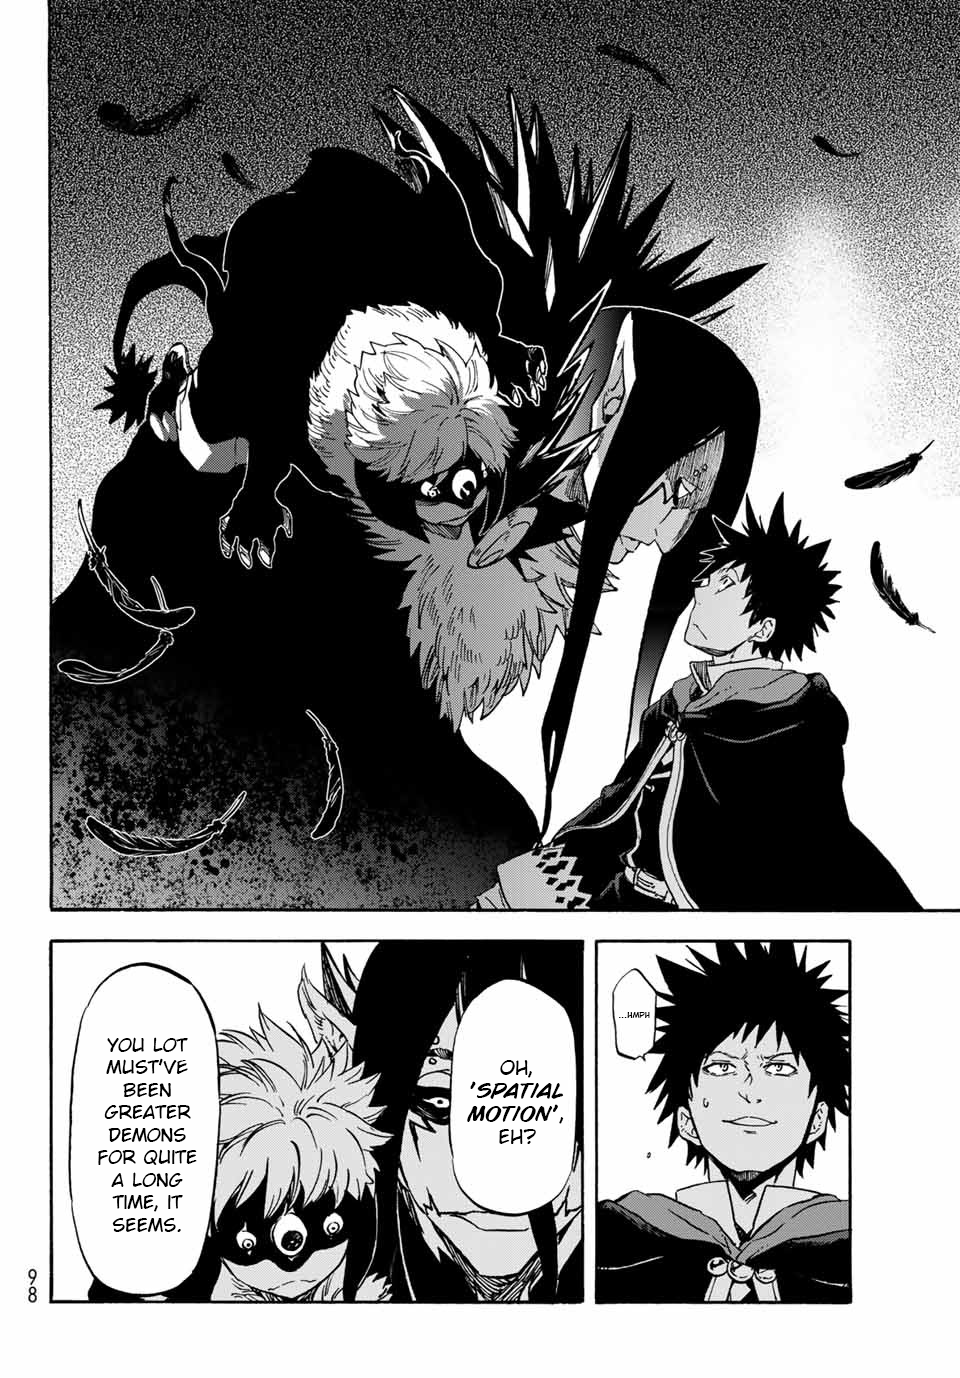 ...HMPH
OH,
'SPATIAL
MOTION',
EH?
YOU LOT
MUST'VE
BEEN
GREATER
DEMONS
FOR QUITE
A LONG
TIME, IT
SEEMS.
98